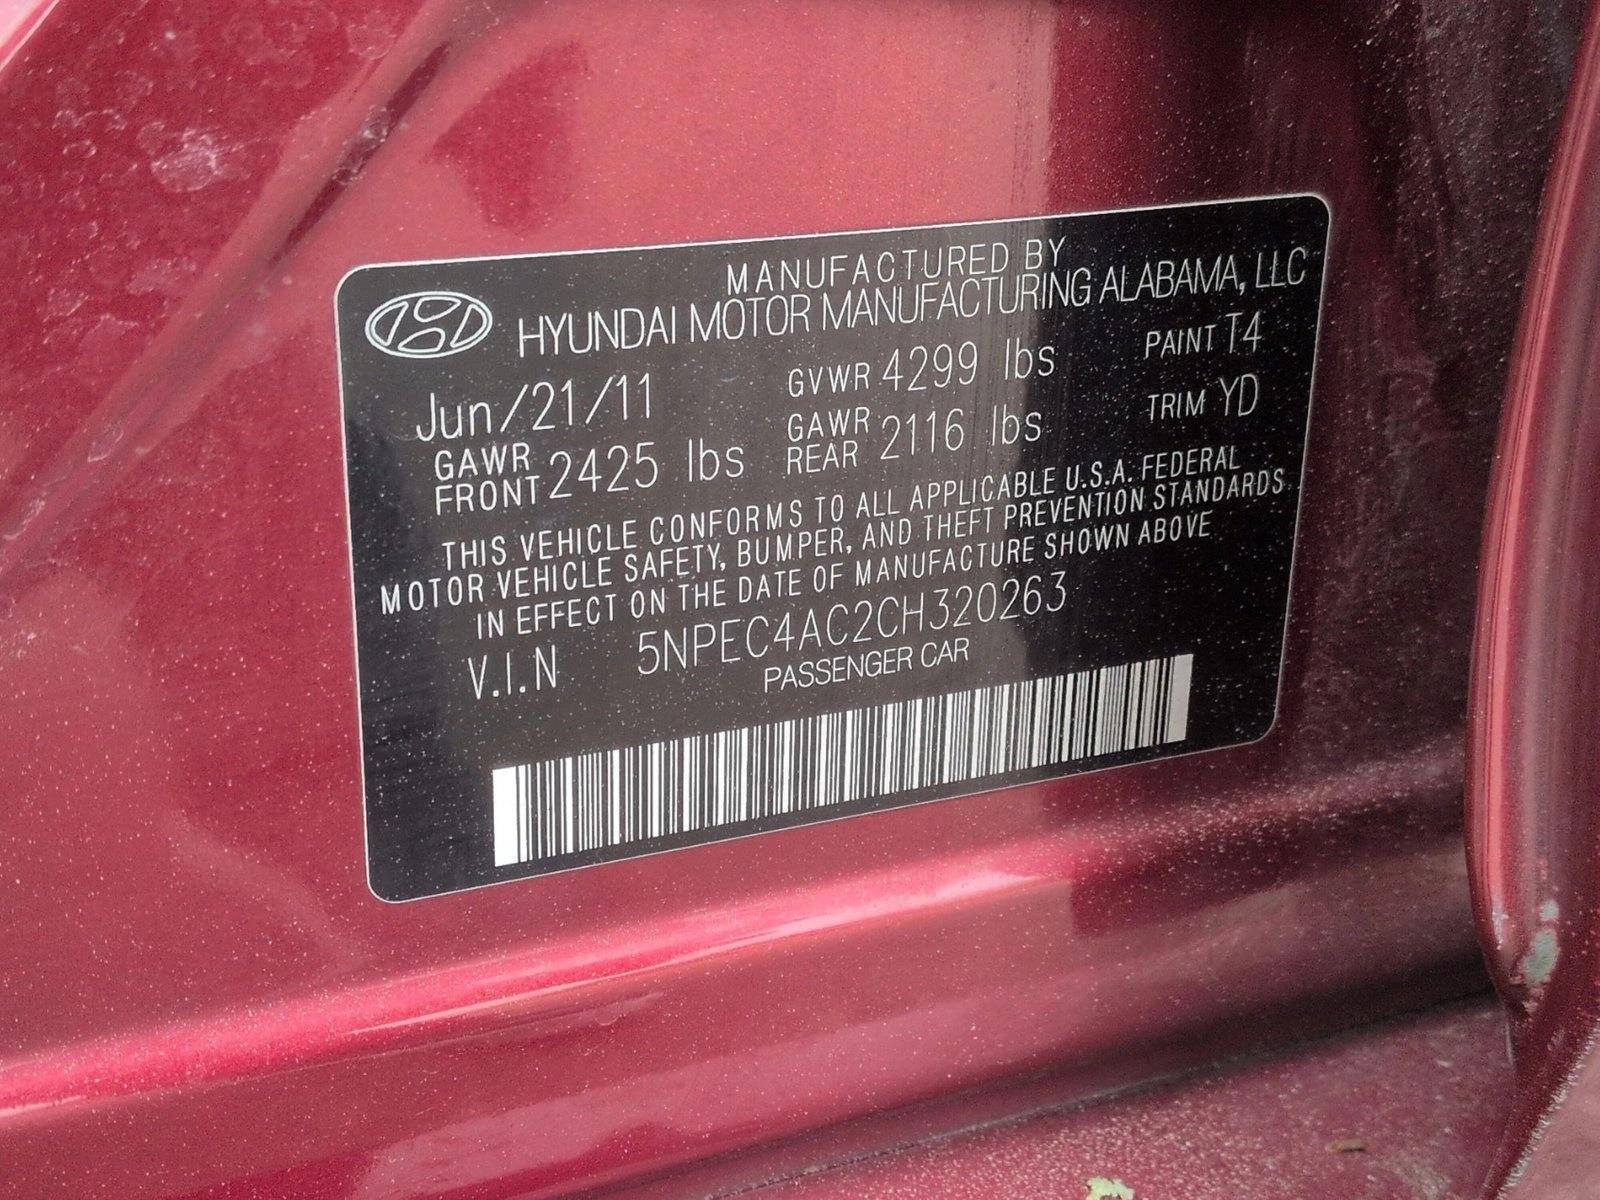 MANUFACTURED BY
HYUNDAI MOTOR MANUFACTURING ALABAMA, LLC
Jun/21/11 GVWR 4299 lbs PAINT T4
GAWR FRONT 2425 lbs GAWR REAR 2116 lbs TRIM YD
THIS VEHICLE CONFORMS TO ALL APPLICABLE U.S.A. FEDERAL
MOTOR VEHICLE SAFETY, BUMPER, AND THEFT PREVENTION STANDARDS
IN EFFECT ON THE DATE OF MANUFACTURE SHOWN ABOVE
V.I.N 5NPEC4AC2CH320263
PASSENGER CAR